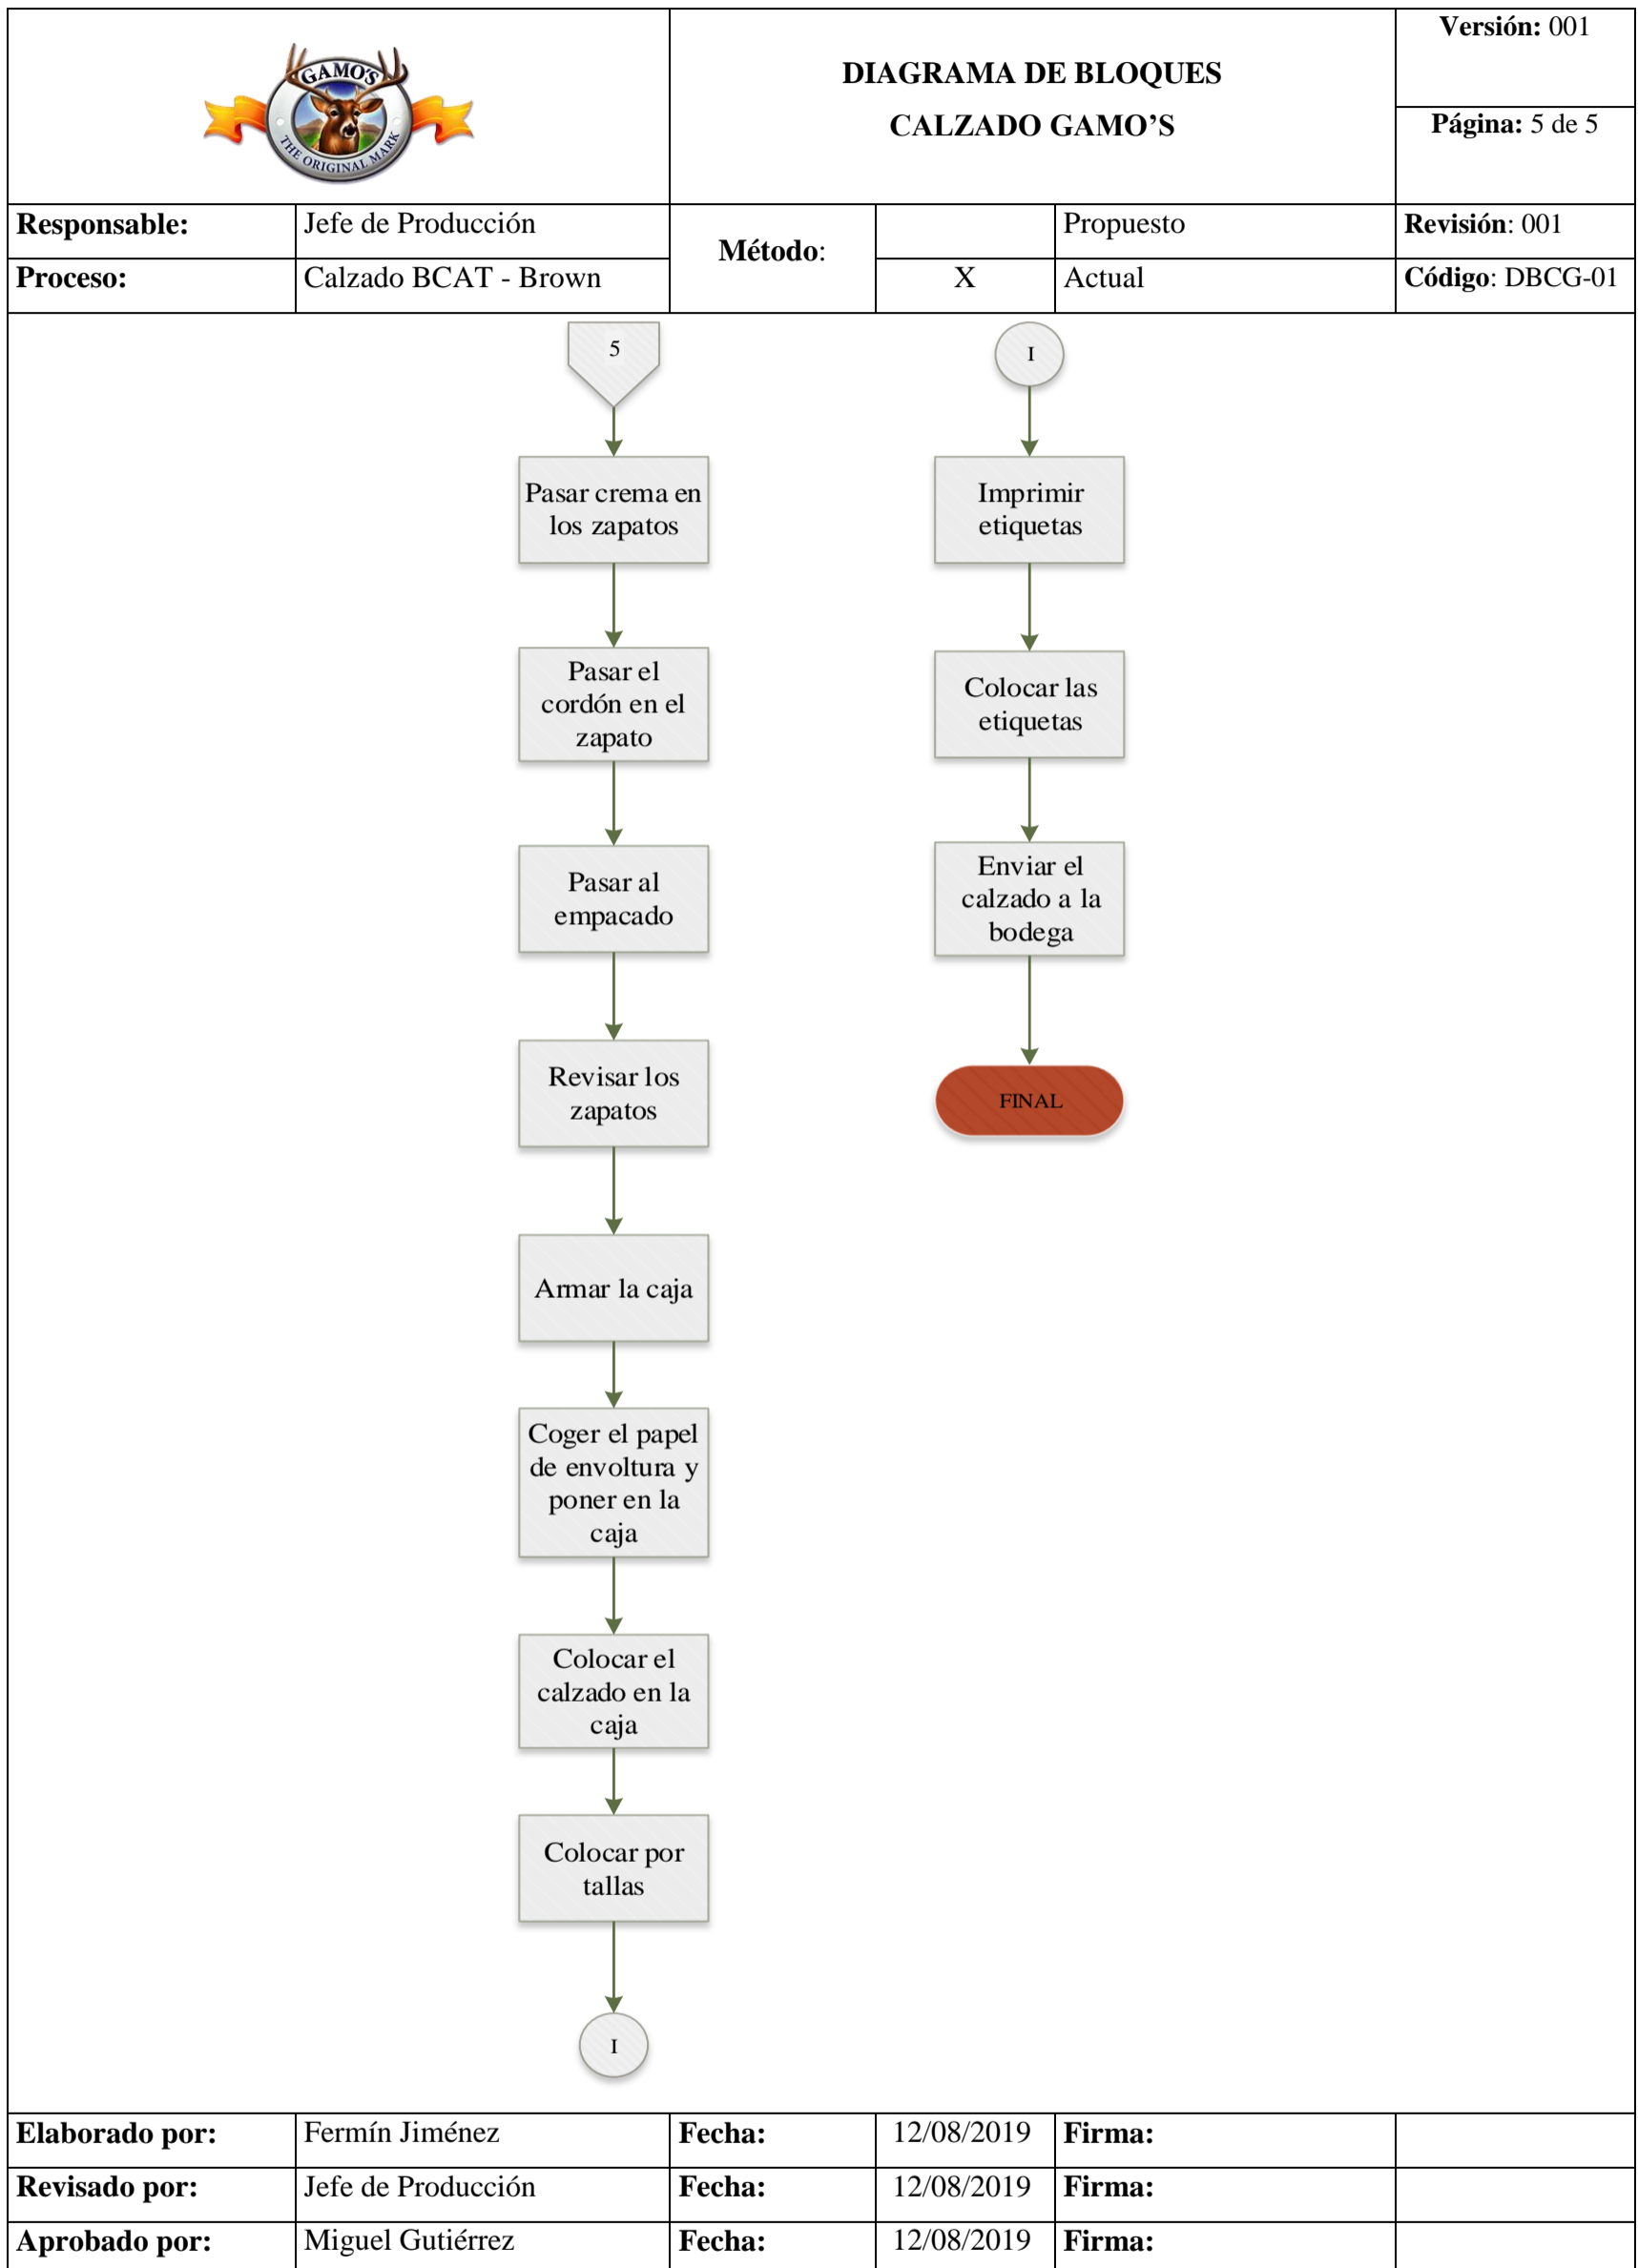 GAMO'S
THE ORIGINAL MARK
DIAGRAMA DE BLOQUES
CALZADO GAMO’S
Versión: 001
Página: 5 de 5
Responsable:
Jefe de Producción
Método:
Propuesto
Revisión: 001
Proceso:
Calzado BCAT - Brown
X
Actual
Código: DBCG-01
5
Pasar crema en
los zapatos
Pasar el
cordón en el
zapato
Pasar al
empacado
Revisar los
zapatos
Armar la caja
Coger el papel
de envoltura y
poner en la
caja
Colocar el
calzado en la
caja
Colocar por
tallas
I
I
Imprimir
etiquetas
Colocar las
etiquetas
Enviar el
calzado a la
bodega
FINAL
Elaborado por:
Fermín Jiménez
Fecha:
12/08/2019
Firma:
Revisado por:
Jefe de Producción
Fecha:
12/08/2019
Firma:
Aprobado por:
Miguel Gutiérrez
Fecha:
12/08/2019
Firma: